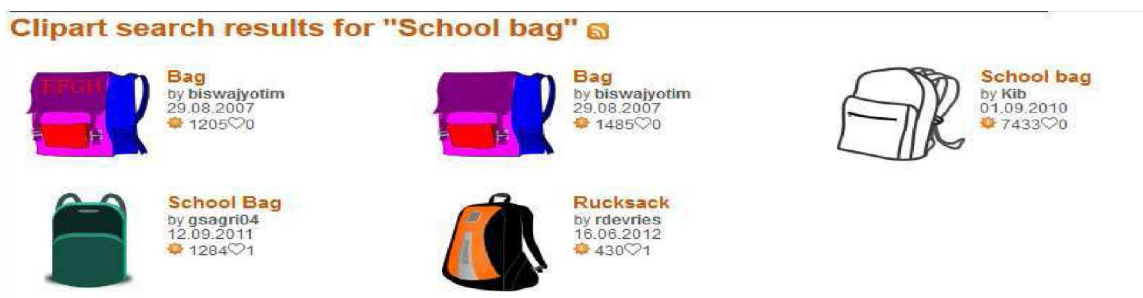 Clipart search results for "School bag"
EFGH
Bag
by biswajyotim
29.08.2007
1205♡0
Bag
by biswajyotim
29.08.2007
1485♡0
School bag
by Kib
01.09.2010
7433♡0
School Bag
by gsagri04
12.09.2011
1284♡1
Rucksack
by rdevries
16.06.2012
430♡1